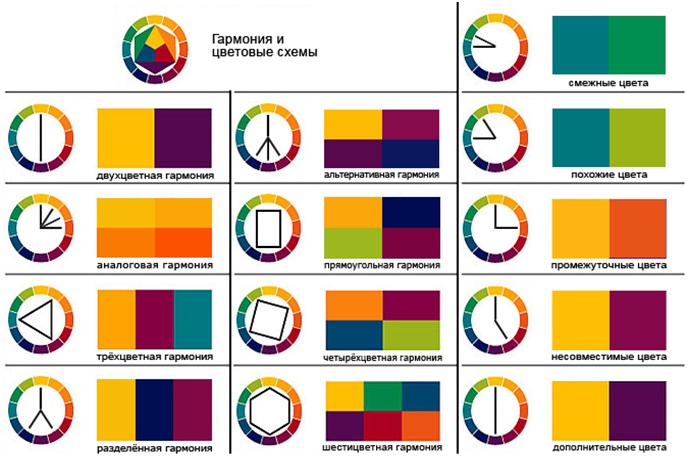 Гармония и
цветовые схемы
смежные цвета
двухцветная гармония
альтернативная гармония
похожие цвета
аналоговая гармония
прямоугольная гармония
промежуточные цвета
трёхцветная гармония
четырёхцветная гармония
несовместимые цвета
разделённая гармония
шестицветная гармония
дополнительные цвета